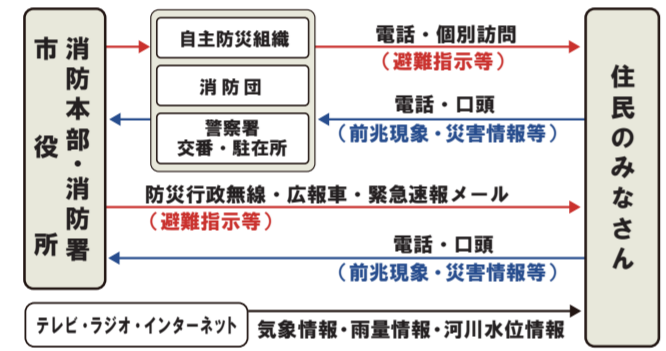 市役所
消防本部・消防署
自主防災組織
消防団
警察署
交番・駐在所
電話・個別訪問
（避難指示等）
電話・口頭
（前兆現象・災害情報等）
防災行政無線・広報車・緊急速報メール
（避難指示等）
電話・口頭
（前兆現象・災害情報等）
住民のみなさん
テレビ・ラジオ・インターネット
気象情報・雨量情報・河川水位情報